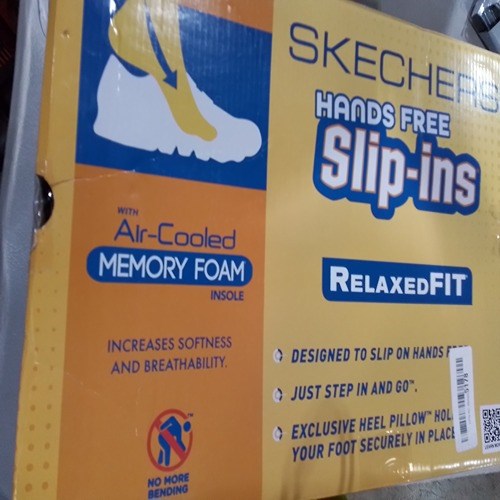 SKECHERS
HANDS FREE
Slip-ins
RELAXEDFIT
WITH
Air-Cooled
MEMORY FOAM
INSOLE
INCREASES SOFTNESS
AND BREATHABILITY.
NO MORE
BENDING
DESIGNED TO SLIP ON HANDS
JUST STEP IN AND GO™.
EXCLUSIVE HEEL PILLOW™
YOUR FOOT SECURELY IN PLACE